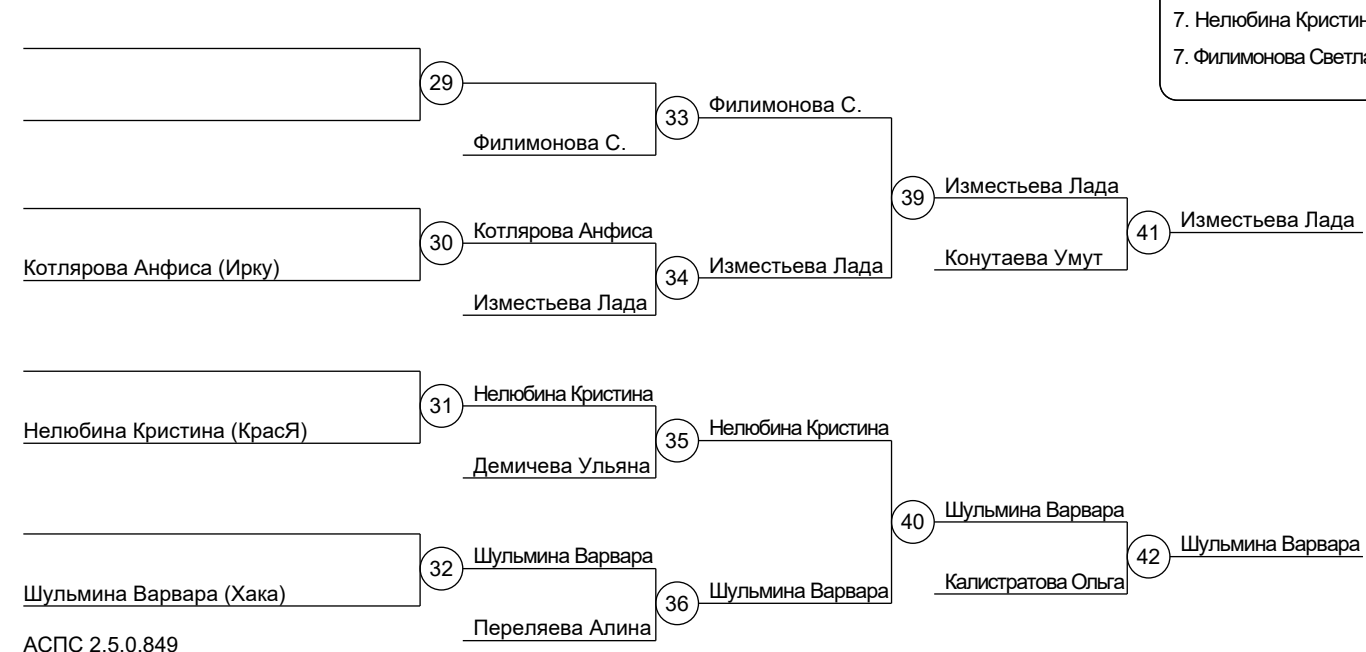 7. Нелюбина Кристин
7. Филимонова Светла
29
Филимонова С.
33
Филимонова С.
Котлярова Анфиса (Ирку)
30
Котлярова Анфиса
Изместьева Лада
34
Изместьева Лада
39
Изместьева Лада
Конутаева Умут
41
Изместьева Лада
Нелюбина Кристина (КрасЯ)
31
Нелюбина Кристина
Демичева Ульяна
35
Нелюбина Кристина
Шульмина Варвара (Хака)
32
Шульмина Варвара
Переляева Алина
36
Шульмина Варвара
40
Шульмина Варвара
Калистратова Ольга
42
Шульмина Варвара
АСПС 2.5.0.849